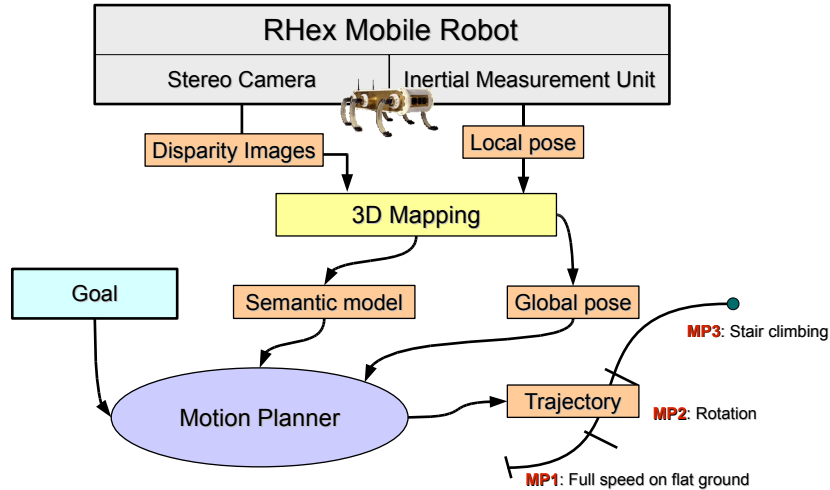 RHex Mobile Robot
Stereo Camera
Inertial Measurement Unit
Disparity Images
Local pose
3D Mapping
Goal
Semantic model
Global pose
MP3: Stair climbing
Motion Planner
Trajectory
MP2: Rotation
MP1: Full speed on flat ground